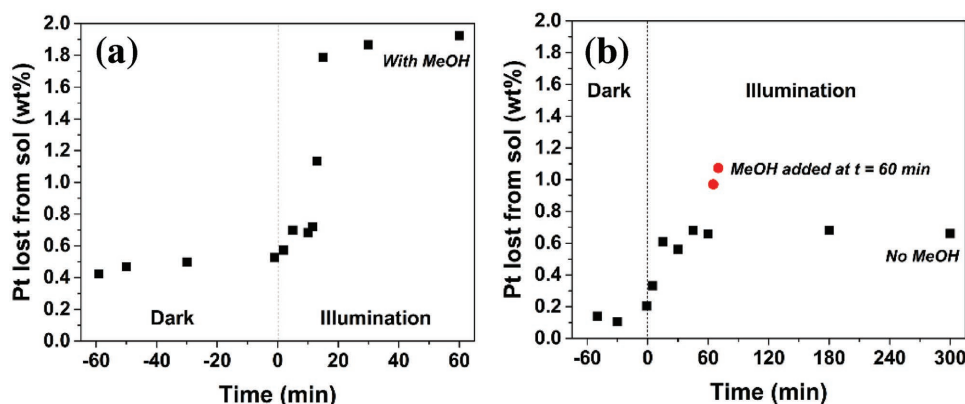 (a)
With MeOH
Dark
Illumination
Pt lost from sol (wt%)
2.0
1.8
1.6
1.4
1.2
1.0
0.8
0.6
0.4
0.2
0.0
-60 -40 -20 0 20 40 60
Time (min)
(b)
Dark
Illumination
MeOH added at t = 60 min
No MeOH
Pt lost from sol (wt%)
2.0
1.8
1.6
1.4
1.2
1.0
0.8
0.6
0.4
0.2
0.0
-60 0 60 120 180 240 300
Time (min)